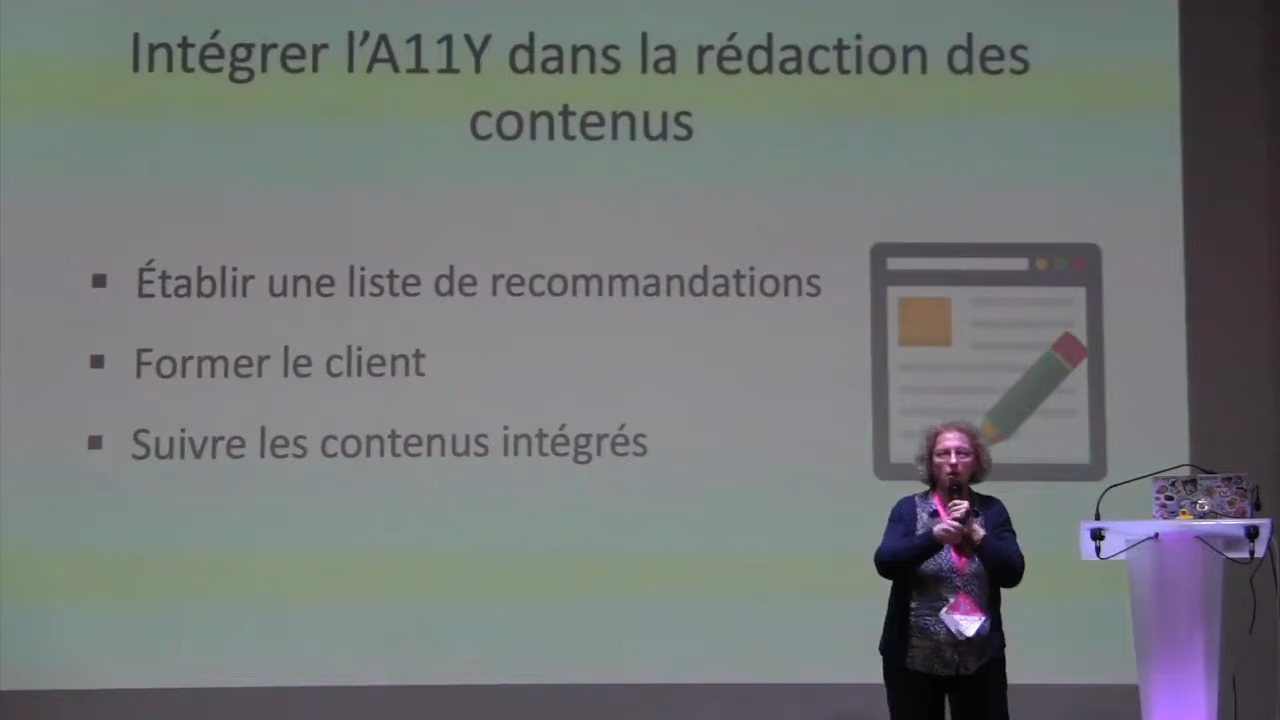 Intégrer l’A11Y dans la rédaction des
contenus
▪ Établir une liste de recommandations
▪ Former le client
▪ Suivre les contenus intégrés